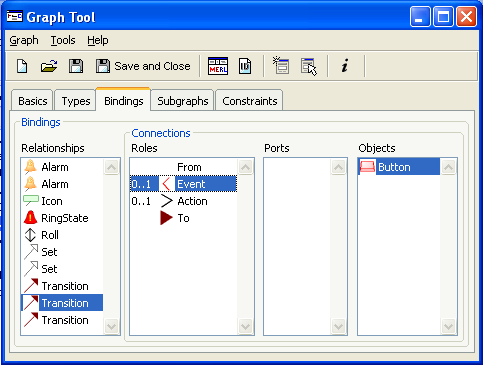 Graph Tool
Graph Tools Help
Save and Close MERL ID i
Basics Types Bindings Subgraphs Constraints
Bindings
Connections
Relationships Roles Ports Objects
Alarm From Button
Alarm 0..1 Event
Icon 0..1 Action
RingState To
Roll
Set
Set
Transition
Transition
Transition